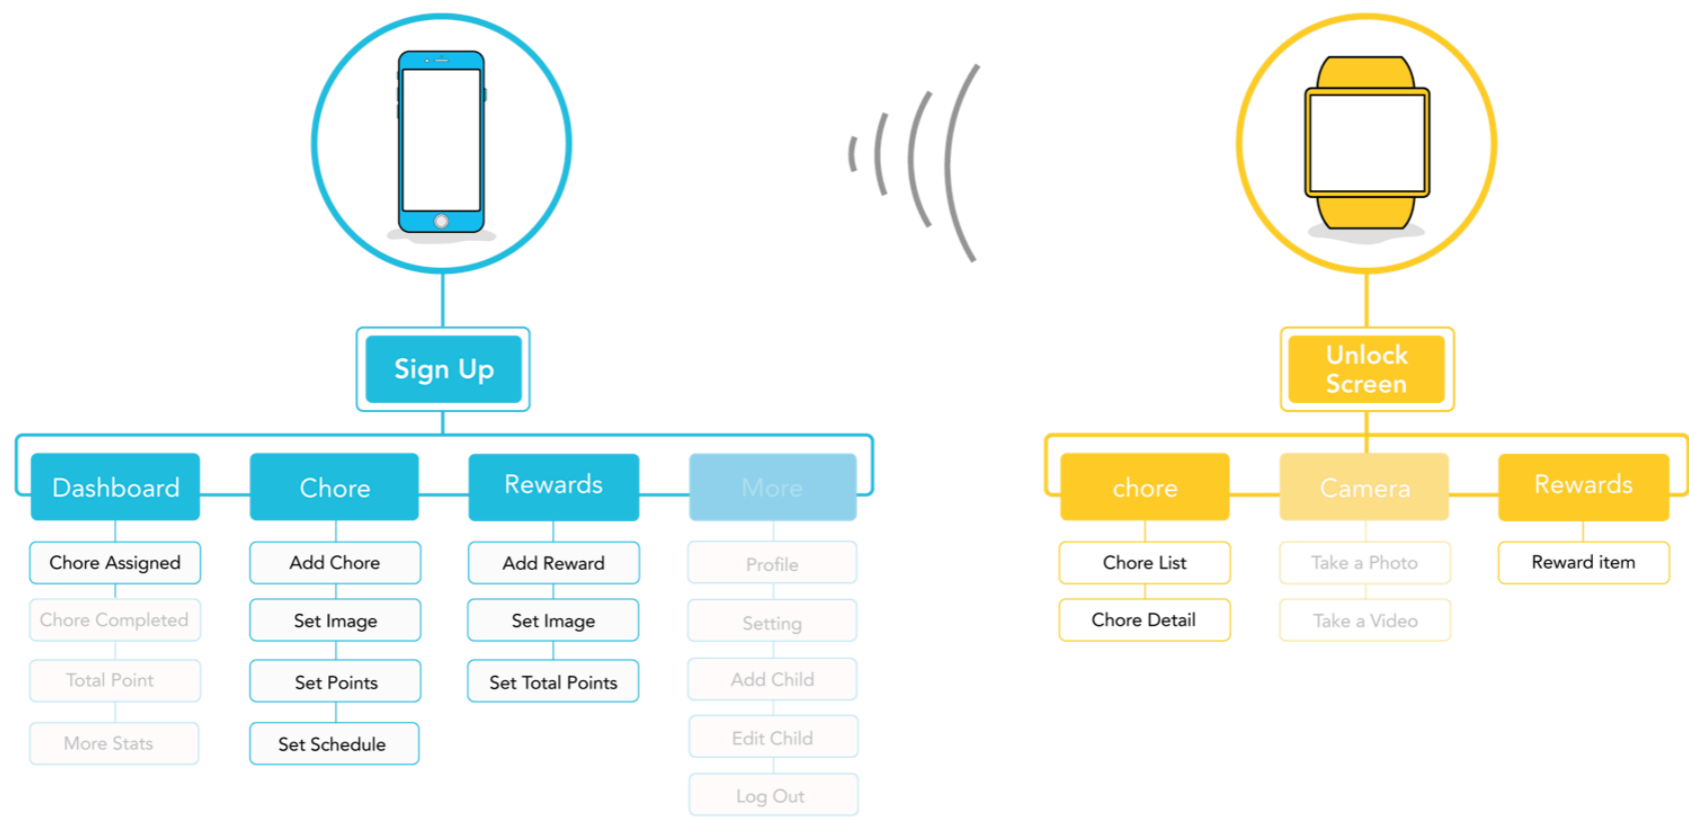 Sign Up
Unlock
Screen
Dashboard
Chore
Rewards
More
chore
Camera
Rewards
Chore Assigned
Add Chore
Add Reward
Profile
Chore List
Take a Photo
Reward item
Chore Completed
Set Image
Set Image
Setting
Chore Detail
Take a Video
Total Point
Set Points
Set Total Points
Add Child
More Stats
Set Schedule
Edit Child
Log Out